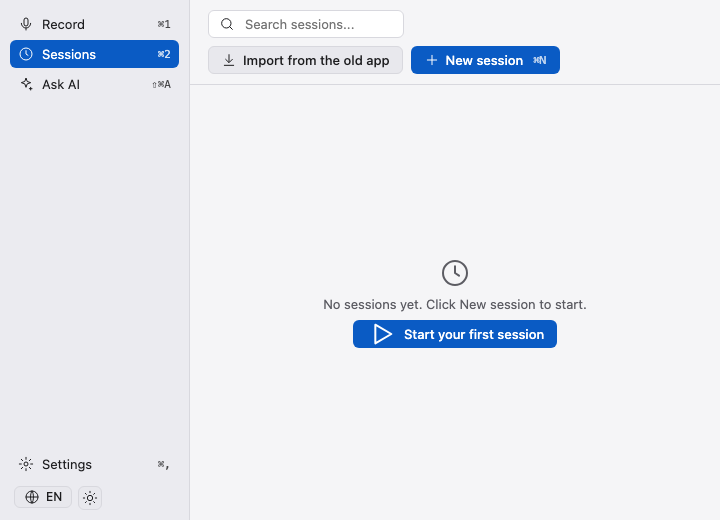 Record ⌘1
Sessions ⌘2
Ask AI ⇧⌘A
Search sessions...
Import from the old app
New session ⌘N
No sessions yet. Click New session to start.
Start your first session
Settings ⌘,
EN